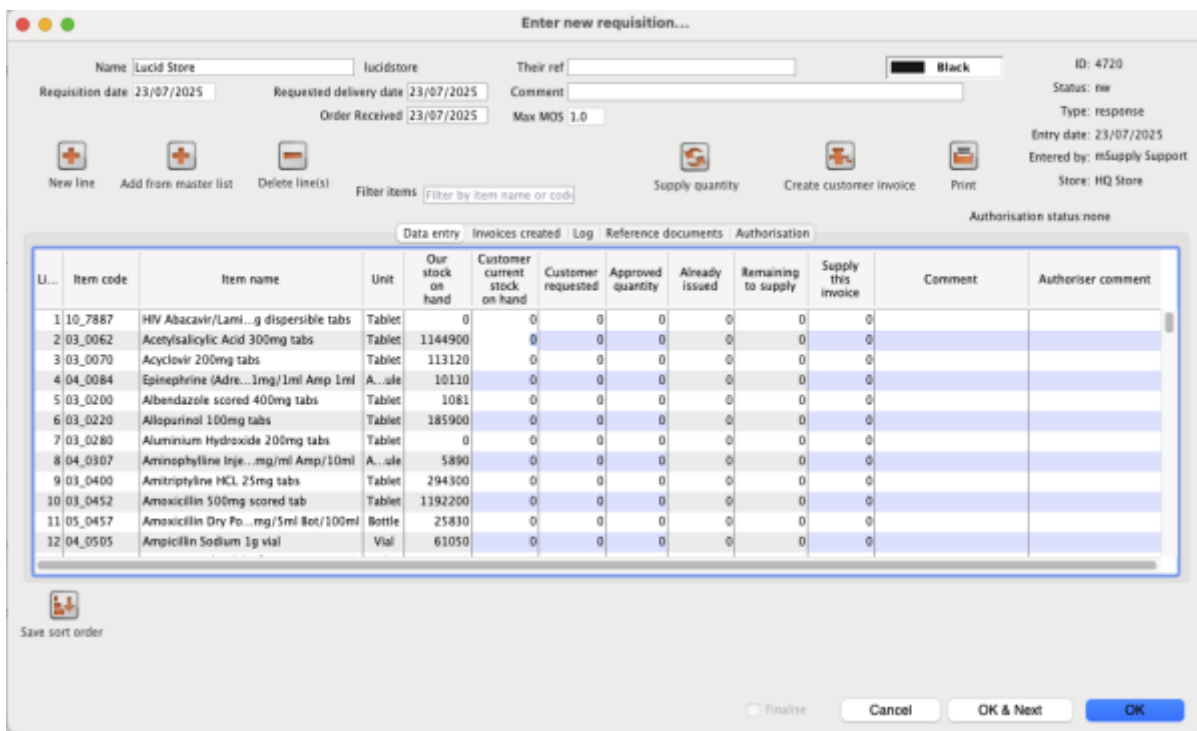 Enter new requisition...
Name Lucid Store lucidstore Their ref Black ID: 4720
Requisition date 23/07/2025 Requested delivery date 23/07/2025 Comment Status: nw
Order Received 23/07/2025 Max MOS 1.0 Type: response
Entry date: 23/07/2025
Entered by: mSupply Support
Store: HQ Store
New line Add from master list Delete line(s) Filter items Filter by item name or code Supply quantity Create customer invoice Print
Authorisation status:none
Data entry Invoices created Log Reference documents Authorisation
Li... Item code Item name Unit Our stock on hand Customer current stock on hand Customer requested Approved quantity Already issued Remaining to supply Supply this invoice Comment Authoriser comment
1 10_7887 HIV Abacavir/Lami...g dispersible tabs Tablet 0 0 0 0 0 0 0
2 03_0062 Acetylsalicylic Acid 300mg tabs Tablet 1144900 0 0 0 0 0 0
3 03_0070 Acyclovir 200mg tabs Tablet 113120 0 0 0 0 0 0
4 04_0084 Epinephrine (Adre...1mg/1ml Amp 1ml A...ule 10110 0 0 0 0 0 0
5 03_0200 Albendazole scored 400mg tabs Tablet 1081 0 0 0 0 0 0
6 03_0220 Allopurinol 100mg tabs Tablet 185900 0 0 0 0 0 0
7 03_0280 Aluminium Hydroxide 200mg tabs Tablet 0 0 0 0 0 0 0
8 04_0307 Aminophylline Inje...mg/ml Amp/10ml A...ule 5890 0 0 0 0 0 0
9 03_0400 Amitriptyline HCL 25mg tabs Tablet 294300 0 0 0 0 0 0
10 03_0452 Amoxicillin 500mg scored tab Tablet 1192200 0 0 0 0 0 0
11 05_0457 Amoxicillin Dry Po...mg/5ml Bot/100ml Bottle 25830 0 0 0 0 0 0
12 04_0505 Ampicillin Sodium 1g vial Vial 61050 0 0 0 0 0 0
Save sort order
Finalise Cancel OK & Next OK